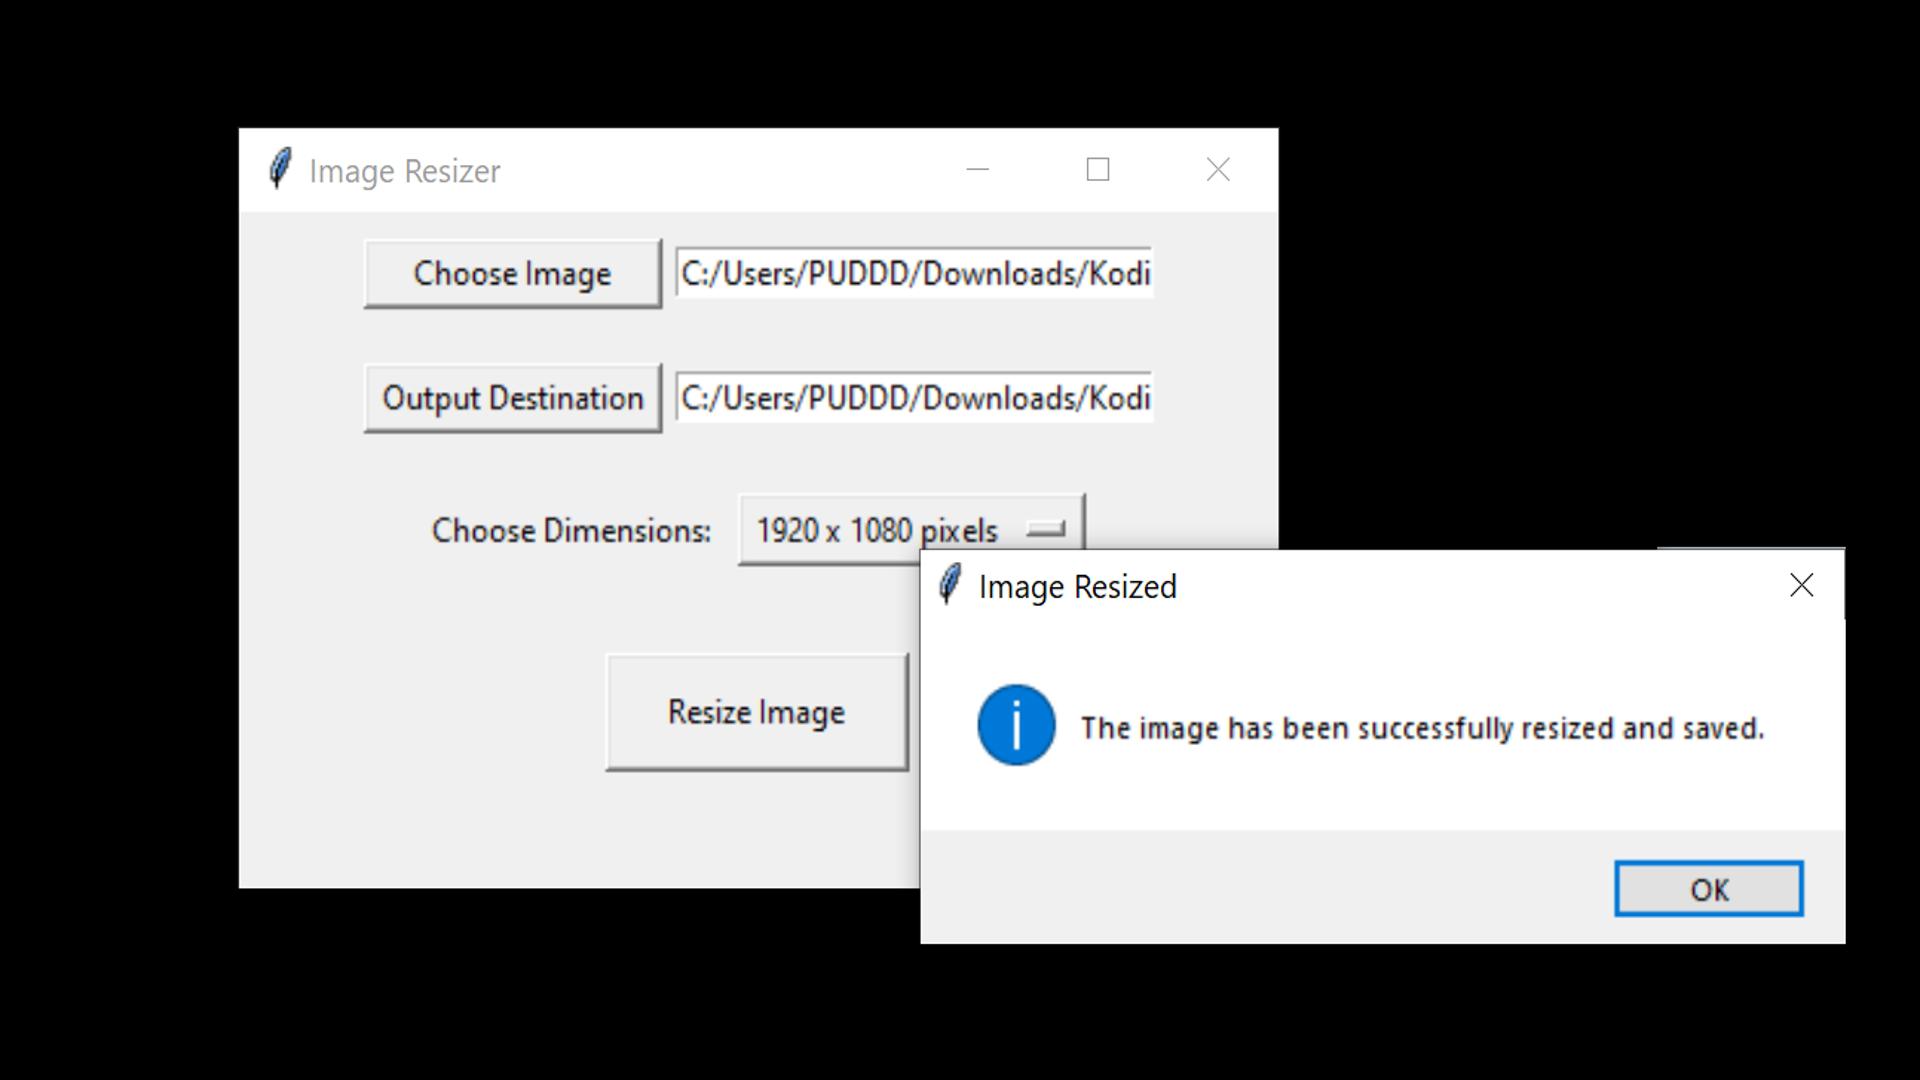 Image Resizer
Choose Image C:/Users/PUDDD/Downloads/Kodi
Output Destination C:/Users/PUDDD/Downloads/Kodi
Choose Dimensions: 1920 x 1080 pixels
Resize Image
Image Resized
The image has been successfully resized and saved.
OK